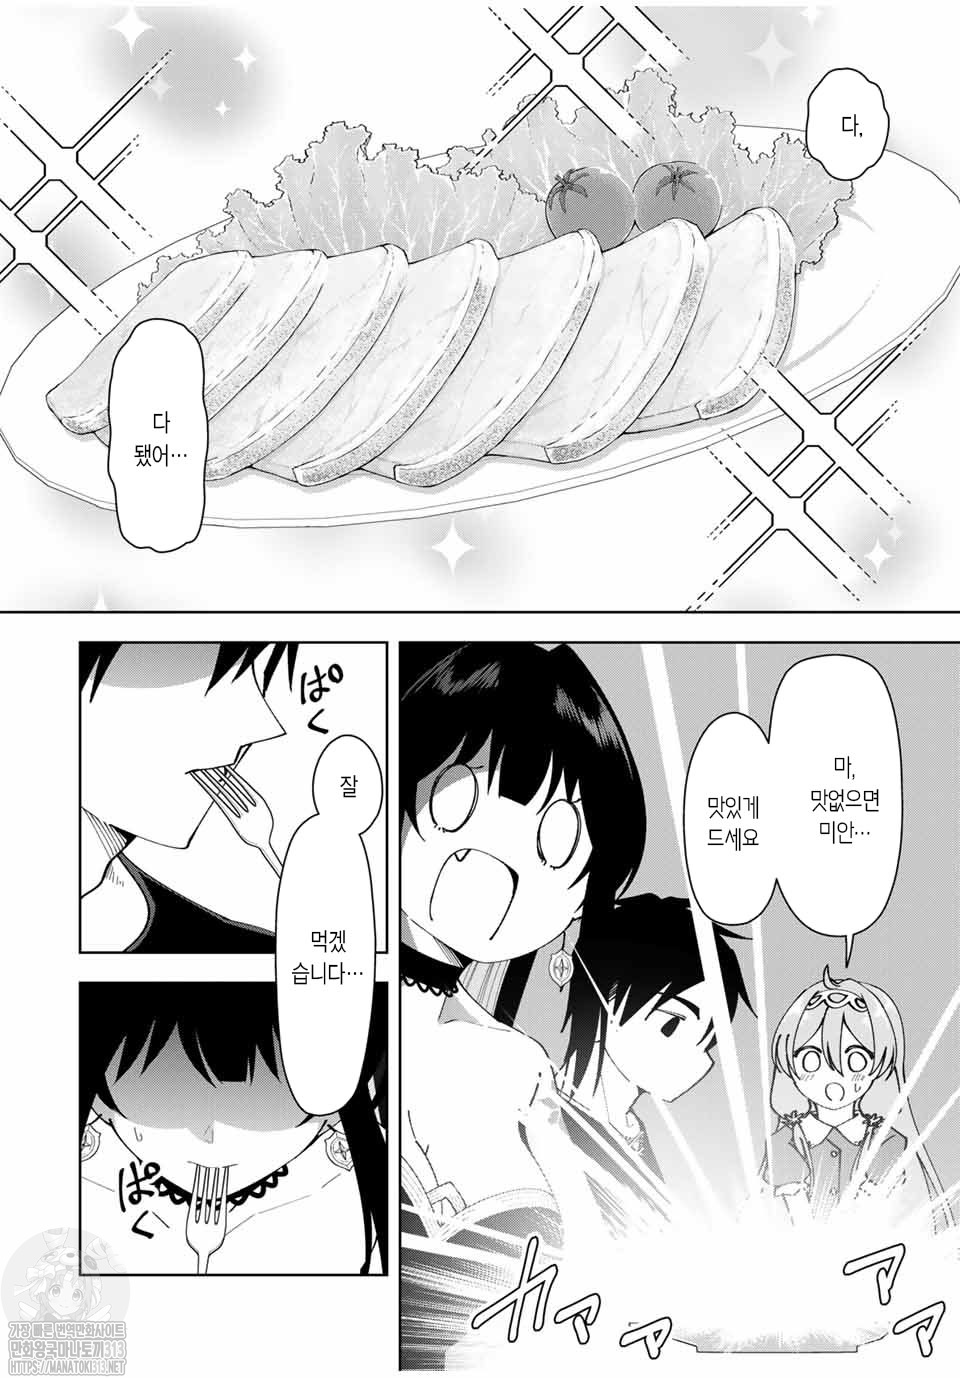 다,
다
됐어…
마,
맛없으면
미안…
맛있게
드세요
カァァァ
ぱく
잘
먹겠
습니다…
ぱく
가장 빠른 번역만화사이트
만화왕국마나토끼313
HTTPS://MANATOKI313.NET